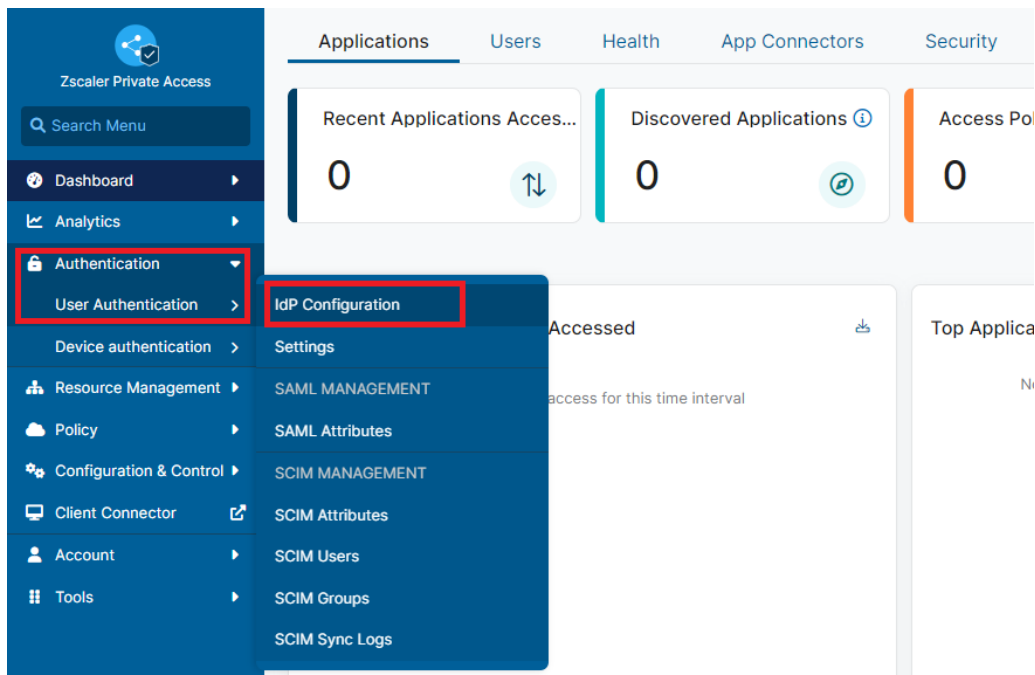 Zscaler Private Access
Search Menu
Dashboard
Analytics
Authentication
User Authentication
Device authentication
Resource Management
Policy
Configuration & Control
Client Connector
Account
Tools
IdP Configuration
Settings
SAML MANAGEMENT
SAML Attributes
SCIM MANAGEMENT
SCIM Attributes
SCIM Users
SCIM Groups
SCIM Sync Logs
Applications Users Health App Connectors Security
Recent Applications Acces...
0
Discovered Applications
0
Access Pol
0
Accessed
access for this time interval
Top Applica